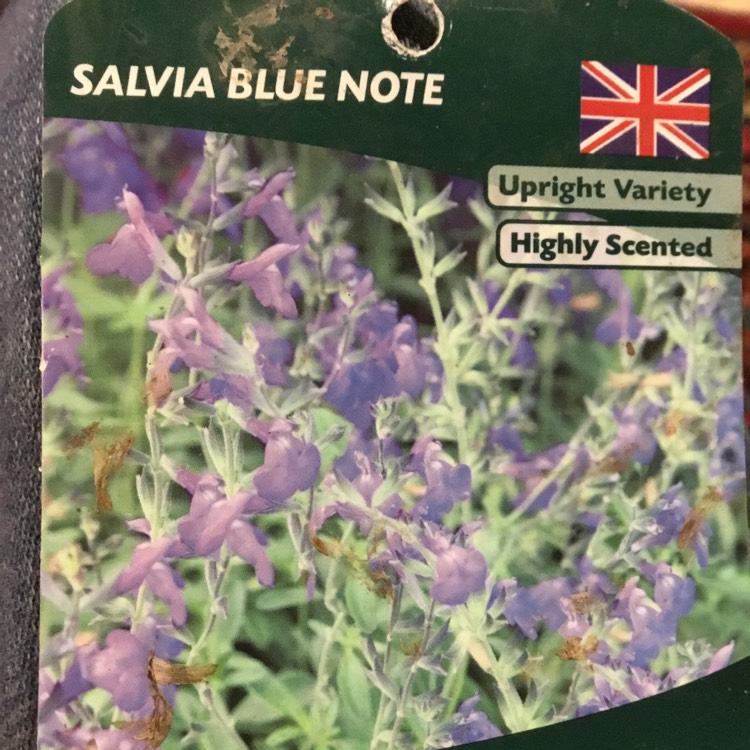 SALVIA BLUE NOTE
Upright Variety
Highly Scented